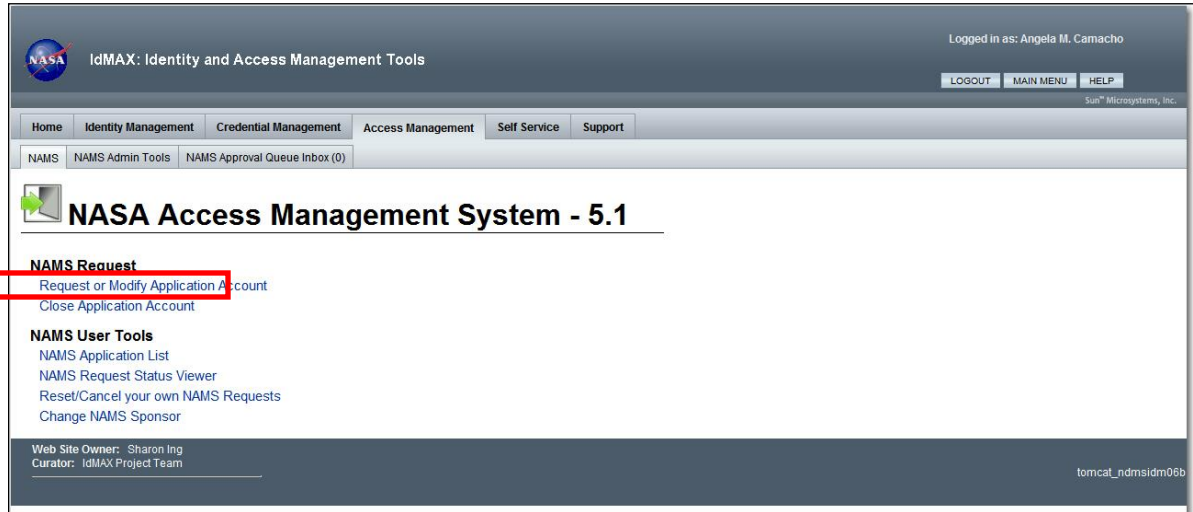 Logged in as: Angela M. Camacho
NASA
IdMAX: Identity and Access Management Tools
LOGOUT MAIN MENU HELP
Sun™ Microsystems, Inc.
Home Identity Management Credential Management Access Management Self Service Support
NAMS NAMS Admin Tools NAMS Approval Queue Inbox (0)
NASA Access Management System - 5.1
NAMS Request
Request or Modify Application Account
Close Application Account
NAMS User Tools
NAMS Application List
NAMS Request Status Viewer
Reset/Cancel your own NAMS Requests
Change NAMS Sponsor
Web Site Owner: Sharon Ing
Curator: IdMAX Project Team
tomcat_ndmsidm06b